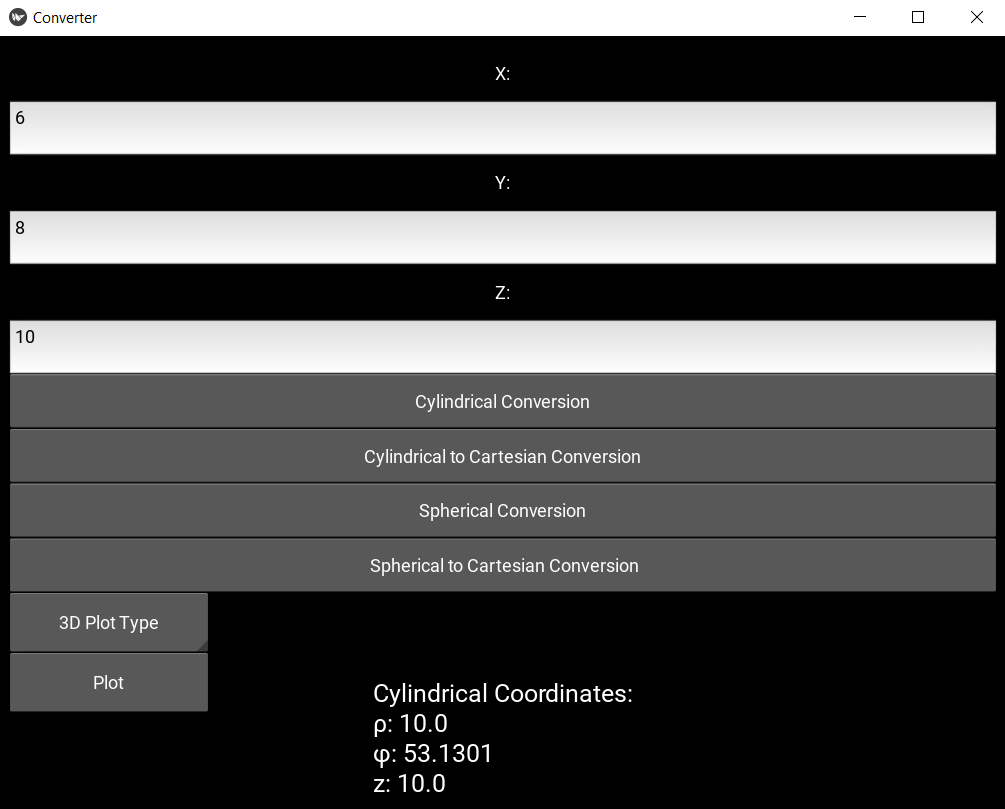 Converter
X:
6
Y:
8
Z:
10
Cylindrical Conversion
Cylindrical to Cartesian Conversion
Spherical Conversion
Spherical to Cartesian Conversion
3D Plot Type
Plot
Cylindrical Coordinates:
ρ: 10.0
φ: 53.1301
z: 10.0